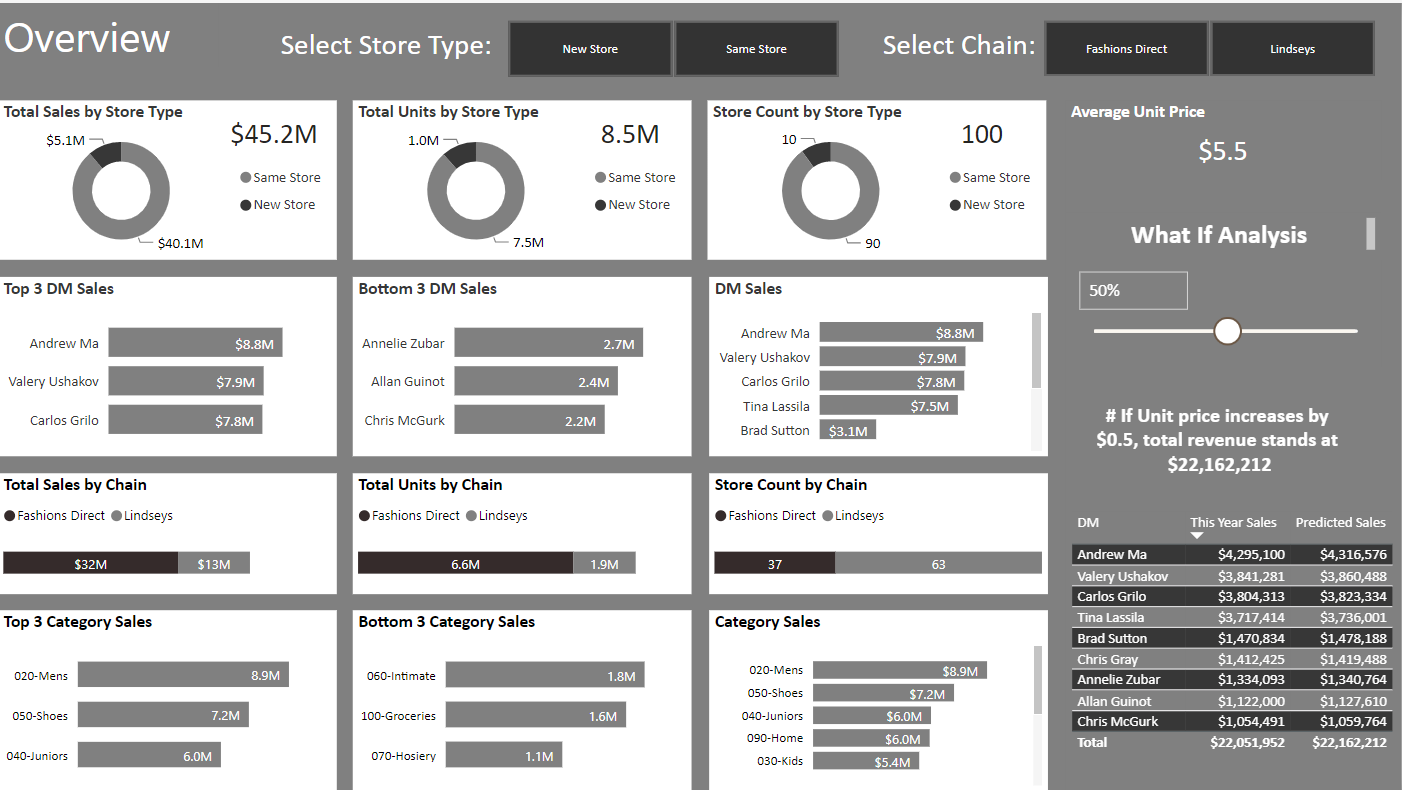 Overview
Select Store Type:
New Store
Same Store
Select Chain:
Fashions Direct
Lindseys
Total Sales by Store Type
$45.2M
$5.1M
$40.1M
Same Store
New Store
Total Units by Store Type
8.5M
1.0M
7.5M
Same Store
New Store
Store Count by Store Type
100
10
90
Same Store
New Store
Average Unit Price
$5.5
What If Analysis
50%
# If Unit price increases by
$0.5, total revenue stands at
$22,162,212
Top 3 DM Sales
Andrew Ma $8.8M
Valery Ushakov $7.9M
Carlos Grilo $7.8M
Bottom 3 DM Sales
Annelie Zubar 2.7M
Allan Guinot 2.4M
Chris McGurk 2.2M
DM Sales
Andrew Ma $8.8M
Valery Ushakov $7.9M
Carlos Grilo $7.8M
Tina Lassila $7.5M
Brad Sutton $3.1M
Total Sales by Chain
Fashions Direct Lindseys
$32M $13M
Total Units by Chain
Fashions Direct Lindseys
6.6M 1.9M
Store Count by Chain
Fashions Direct Lindseys
37 63
Top 3 Category Sales
020-Mens 8.9M
050-Shoes 7.2M
040-Juniors 6.0M
Bottom 3 Category Sales
060-Intimate 1.8M
100-Groceries 1.6M
070-Hosiery 1.1M
Category Sales
020-Mens $8.9M
050-Shoes $7.2M
040-Juniors $6.0M
090-Home $6.0M
030-Kids $5.4M
DM This Year Sales Predicted Sales
Andrew Ma $4,295,100 $4,316,576
Valery Ushakov $3,841,281 $3,860,488
Carlos Grilo $3,804,313 $3,823,334
Tina Lassila $3,717,414 $3,736,001
Brad Sutton $1,470,834 $1,478,188
Chris Gray $1,412,425 $1,419,488
Annelie Zubar $1,334,093 $1,340,764
Allan Guinot $1,122,000 $1,127,610
Chris McGurk $1,054,491 $1,059,764
Total $22,051,952 $22,162,212